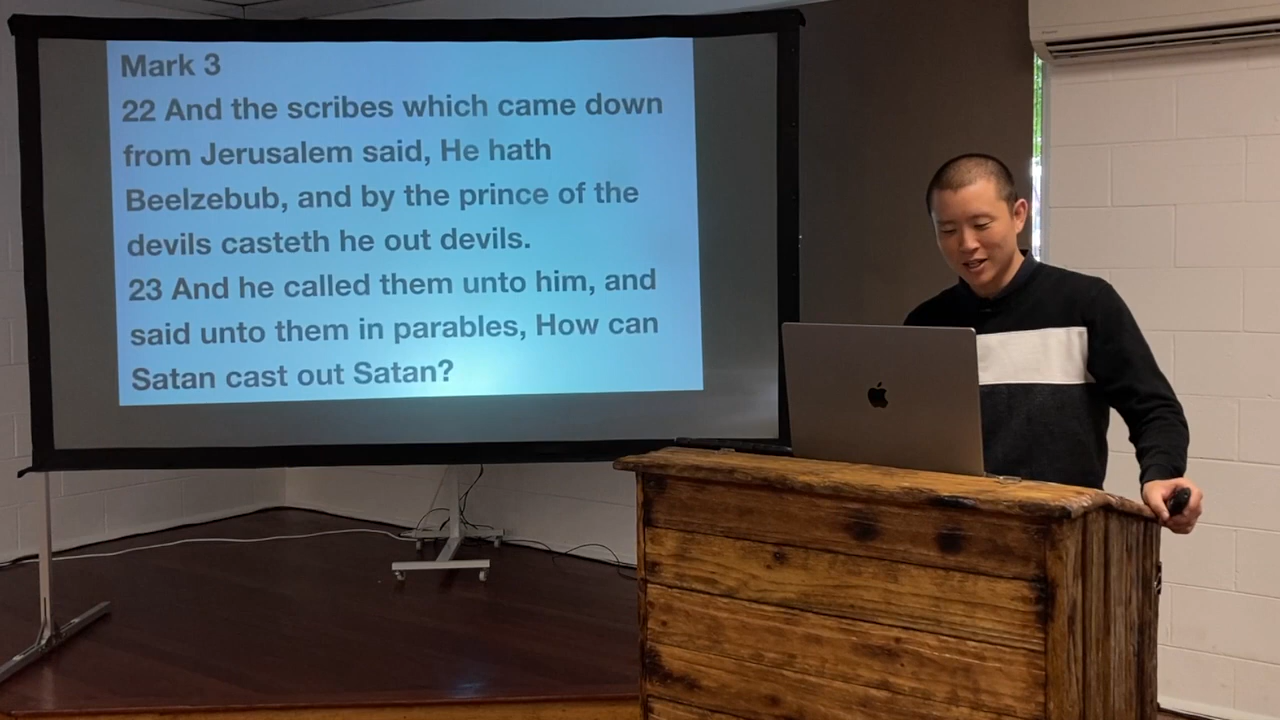 Mark 3
22 And the scribes which came down
from Jerusalem said, He hath
Beelzebub, and by the prince of the
devils casteth he out devils.
23 And he called them unto him, and
said unto them in parables, How can
Satan cast out Satan?